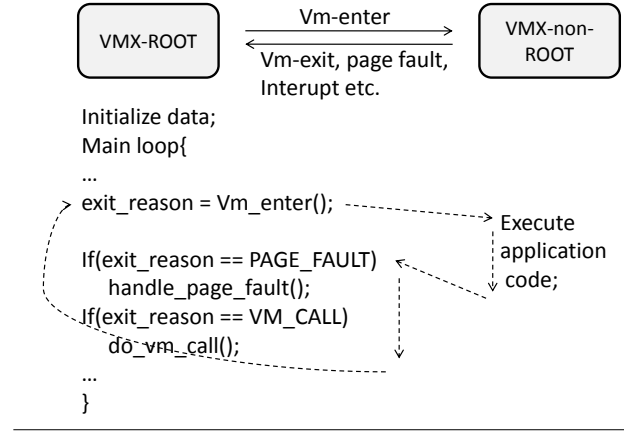 VMX-ROOT
Vm-enter
Vm-exit, page fault,
Interupt etc.
VMX-non-
ROOT
Initialize data;
Main loop{
…
exit_reason = Vm_enter();
Execute
application
code;
If(exit_reason == PAGE_FAULT)
handle_page_fault();
If(exit_reason == VM_CALL)
do_vm_call();
…
}